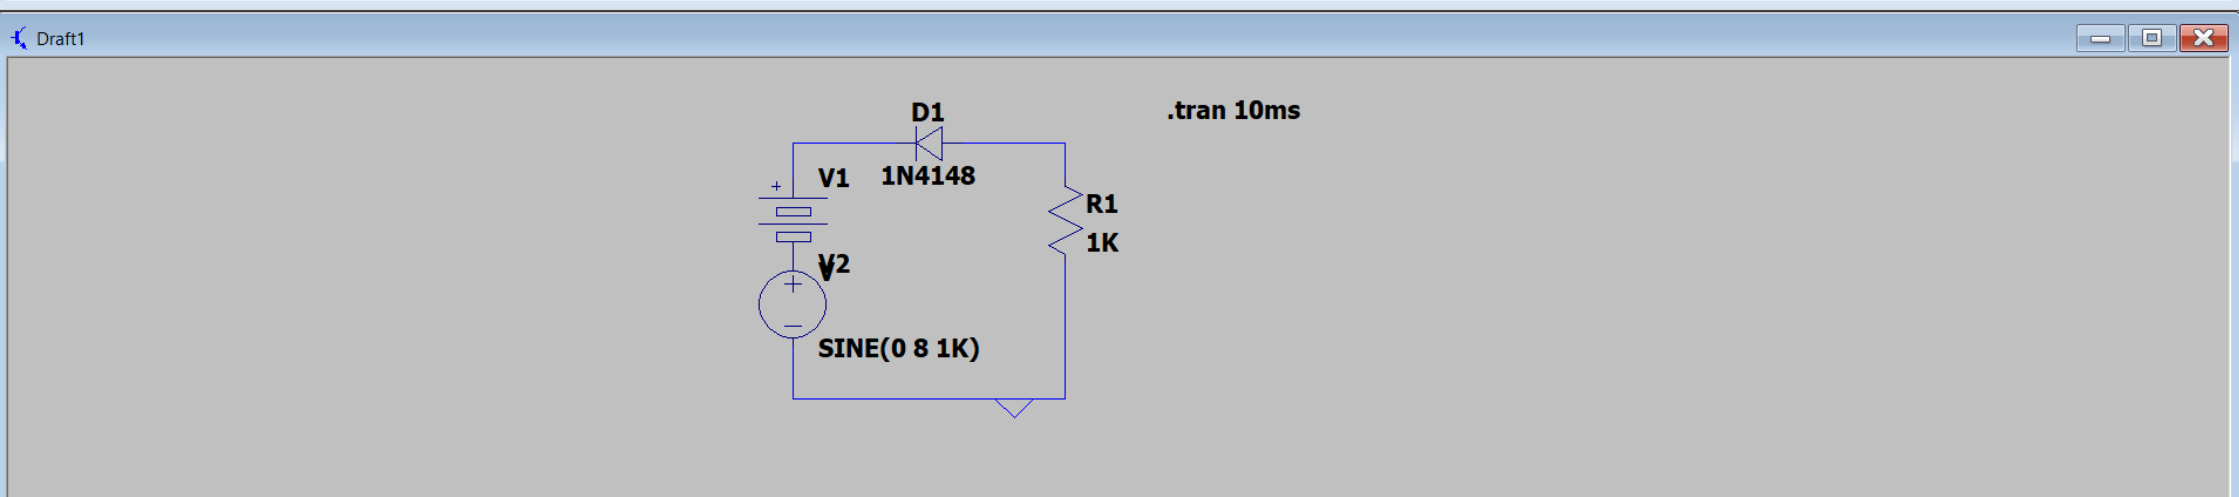 Draft1
D1
.tran 10ms
V1
1N4148
+
R1
1K
V2
V
+
−
SINE(0 8 1K)